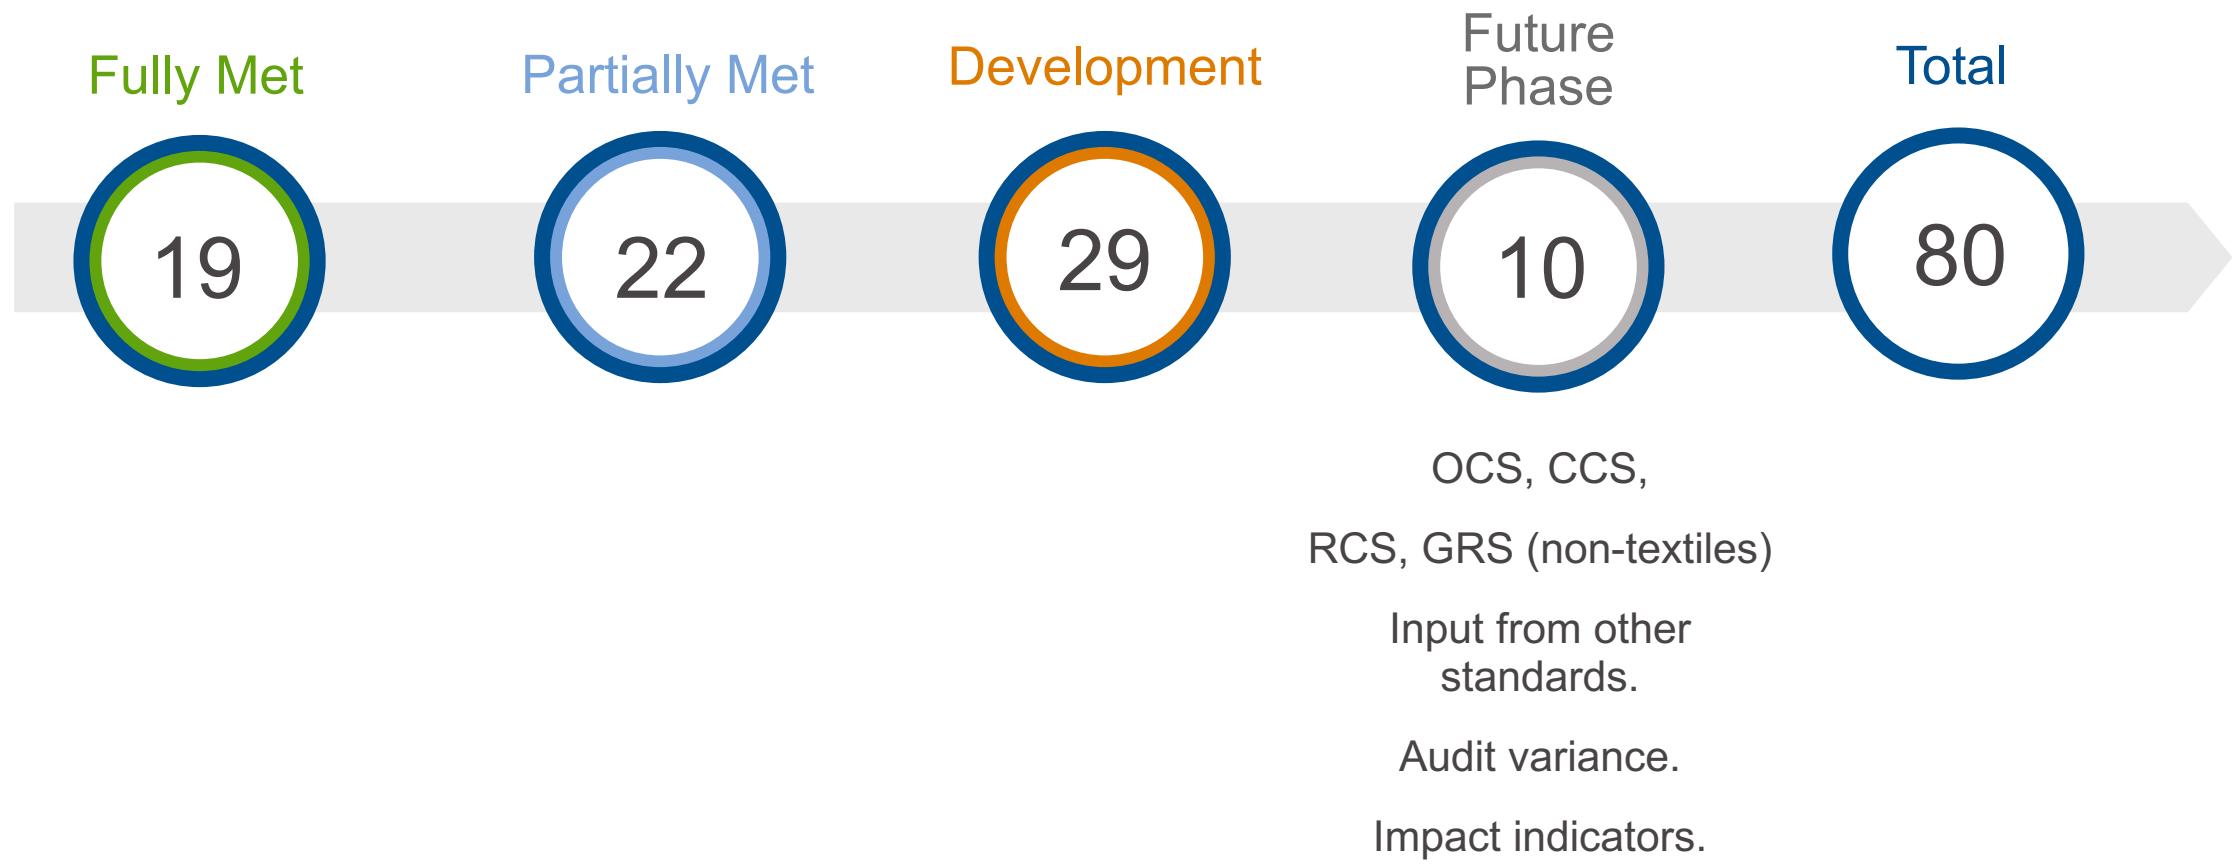 Fully Met
Partially Met
Development
Future
Phase
Total
19
22
29
10
80
OCS, CCS,
RCS, GRS (non-textiles)
Input from other
standards.
Audit variance.
Impact indicators.